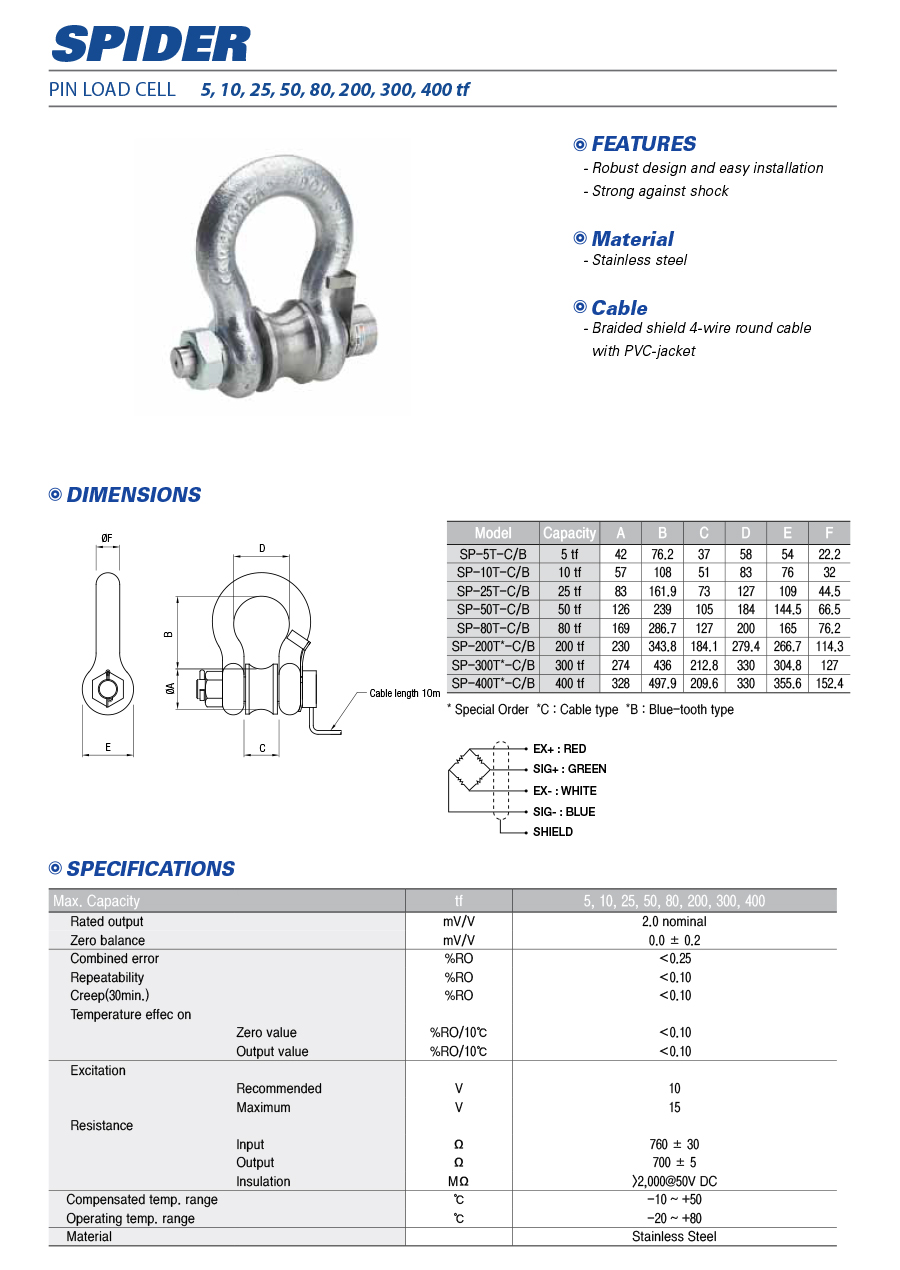 SPIDER
PIN LOAD CELL 5, 10, 25, 50, 80, 200, 300, 400 tf
FEATURES
- Robust design and easy installation
- Strong against shock
Material
- Stainless steel
Cable
- Braided shield 4-wire round cable
with PVC-jacket
DIMENSIONS
ØF
D
B
ØA
E
C
Cable length 10m
Model Capacity A B C D E F
SP-5T-C/B 5 tf 42 76.2 37 58 54 22.2
SP-10T-C/B 10 tf 57 108 51 83 76 32
SP-25T-C/B 25 tf 83 161.9 73 127 109 44.5
SP-50T-C/B 50 tf 126 239 105 184 144.5 66.5
SP-80T-C/B 80 tf 169 286.7 127 200 165 76.2
SP-200T*-C/B 200 tf 230 343.8 184.1 279.4 266.7 114.3
SP-300T*-C/B 300 tf 274 436 212.8 330 304.8 127
SP-400T*-C/B 400 tf 328 497.9 209.6 330 355.6 152.4
* Special Order *C : Cable type *B : Blue-tooth type
EX+ : RED
SIG+ : GREEN
EX- : WHITE
SIG- : BLUE
SHIELD
SPECIFICATIONS
Max. Capacity tf 5, 10, 25, 50, 80, 200, 300, 400
Rated output mV/V 2.0 nominal
Zero balance mV/V 0.0 ± 0.2
Combined error %RO <0.25
Repeatability %RO <0.10
Creep(30min.) %RO <0.10
Temperature effec on
Zero value %RO/10℃ <0.10
Output value %RO/10℃ <0.10
Excitation
Recommended V 10
Maximum V 15
Resistance
Input Ω 760 ± 30
Output Ω 700 ± 5
Insulation MΩ >2,000@50V DC
Compensated temp. range ℃ -10 ~ +50
Operating temp. range ℃ -20 ~ +80
Material Stainless Steel